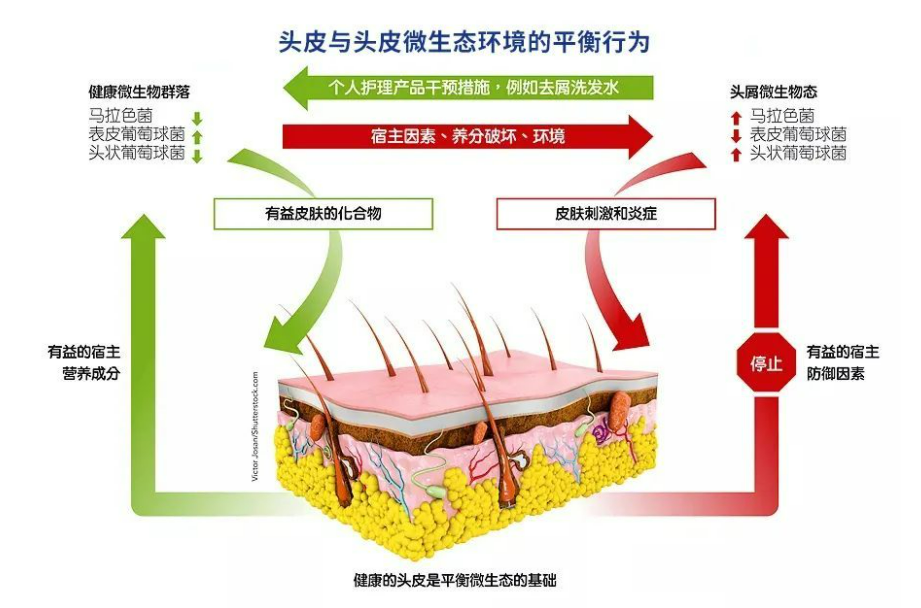 头皮与头皮微生态环境的平衡行为
个人护理产品干预措施，例如去屑洗发水
健康微生物群落
马拉色菌
表皮葡萄球菌
头状葡萄球菌
宿主因素、养分破坏、环境
头屑微生物态
马拉色菌
表皮葡萄球菌
头状葡萄球菌
有益皮肤的化合物
皮肤刺激和炎症
有益的宿主
营养成分
停止
有益的宿主
防御因素
Victor Josan/Shutterstock.com
健康的头皮是平衡微生态的基础